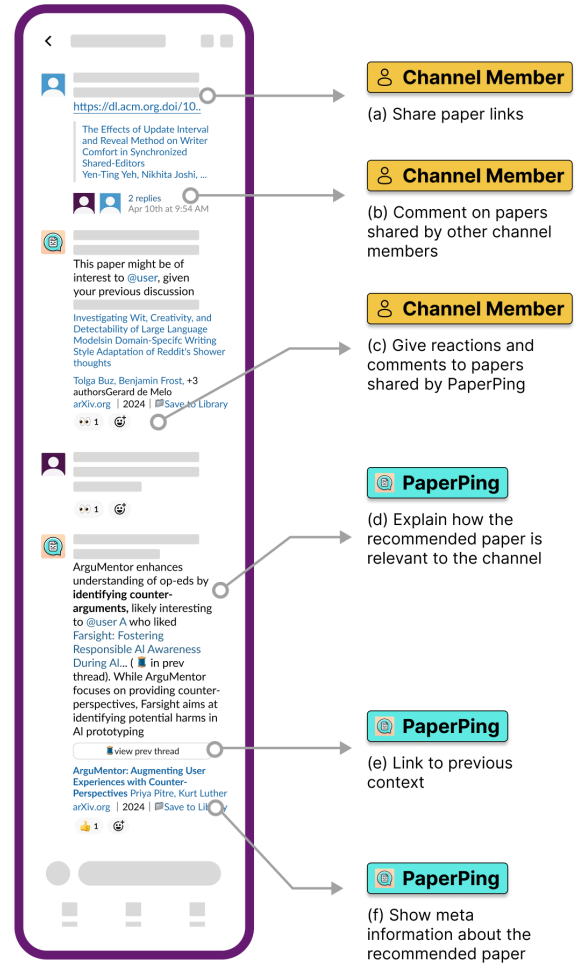 https://dl.acm.org.doi/10..
The Effects of Update Interval
and Reveal Method on Writer
Comfort in Synchronized
Shared-Editors
Yen-Ting Yeh, Nikhita Joshi, ...
2 replies
Apr 10th at 9:54 AM
This paper might be of
interest to @user, given
your previous discussion
Investigating Wit, Creativity, and
Detectability of Large Language
Modelsin Domain-Specifc Writing
Style Adaptation of Reddit's Shower
thoughts
Tolga Buz, Benjamin Frost, +3
authorsGerard de Melo
arXiv.org | 2024 | Save to Library
1
1
ArguMentor enhances
understanding of op-eds by
identifying counter-
arguments, likely interesting
to @user A who liked
Farsight: Fostering
Responsible AI Awareness
During AI... ( in prev
thread). While ArguMentor
focuses on providing counter-
perspectives, Farsight aims at
identifying potential harms in
AI prototyping
view prev thread
ArguMentor: Augmenting User
Experiences with Counter-
Perspectives Priya Pitre, Kurt Luther
arXiv.org | 2024 | Save to Library
1
Channel Member
(a) Share paper links
Channel Member
(b) Comment on papers
shared by other channel
members
Channel Member
(c) Give reactions and
comments to papers
shared by PaperPing
PaperPing
(d) Explain how the
recommended paper is
relevant to the channel
PaperPing
(e) Link to previous
context
PaperPing
(f) Show meta
information about the
recommended paper